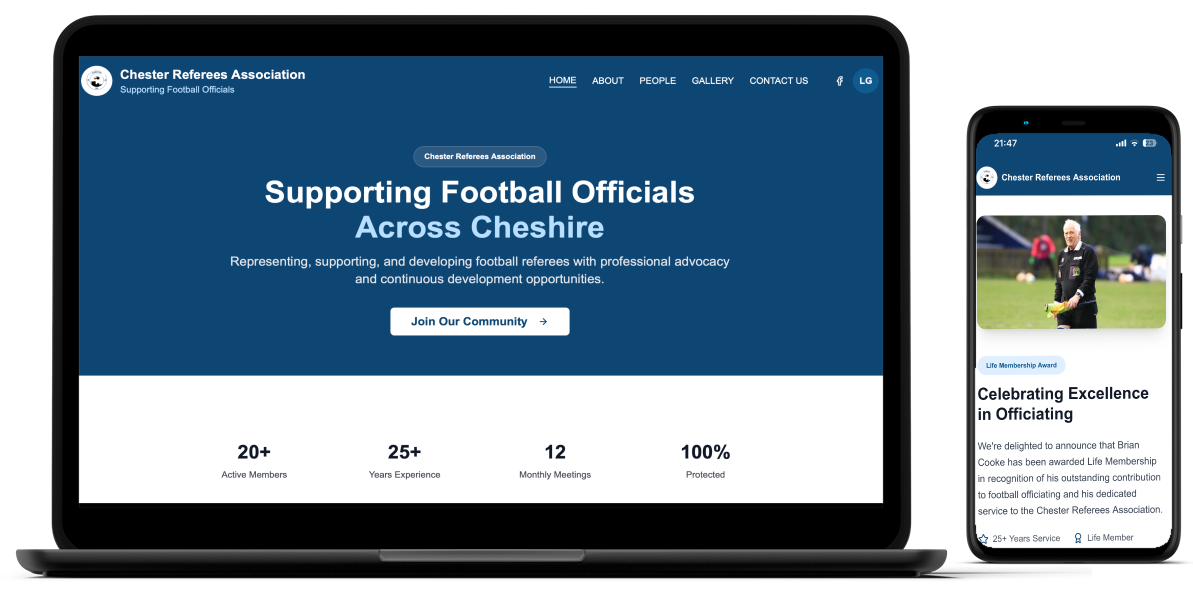 Chester Referees Association
Supporting Football Officials
HOME ABOUT PEOPLE GALLERY CONTACT US LG
Chester Referees Association
Supporting Football Officials
Across Cheshire
Representing, supporting, and developing football referees with professional advocacy
and continuous development opportunities.
Join Our Community
20+ 25+ 12 100%
Active Members Years Experience Monthly Meetings Protected
21:47
Chester Referees Association
Life Membership Award
Celebrating Excellence
in Officiating
We're delighted to announce that Brian
Cooke has been awarded Life Membership
in recognition of his outstanding contribution
to football officiating and his dedicated
service to the Chester Referees Association.
25+ Years Service Life Member